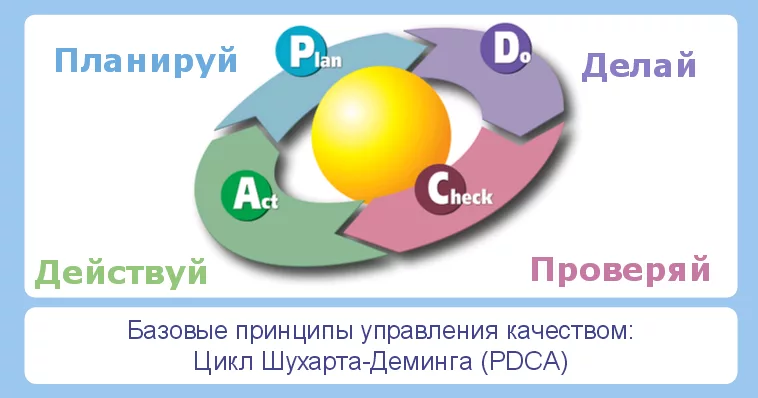 Планируй
Plan
Do
Делай
Act
Check
Действуй
Проверяй
Базовые принципы управления качеством:
Цикл Шухарта-Деминга (PDCA)